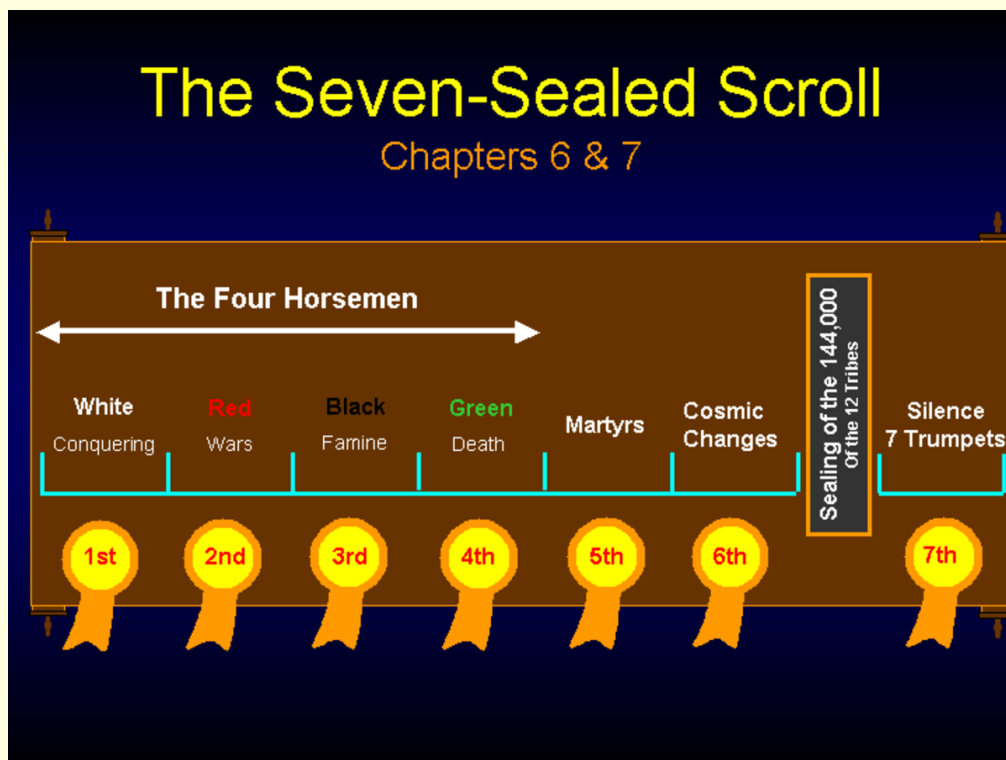 The Seven-Sealed Scroll
Chapters 6 & 7
The Four Horsemen
White
Conquering
Red
Wars
Black
Famine
Green
Death
Martyrs
Cosmic
Changes
Sealing of the 144,000
Of the 12 Tribes
Silence
7 Trumpets
1st
2nd
3rd
4th
5th
6th
7th